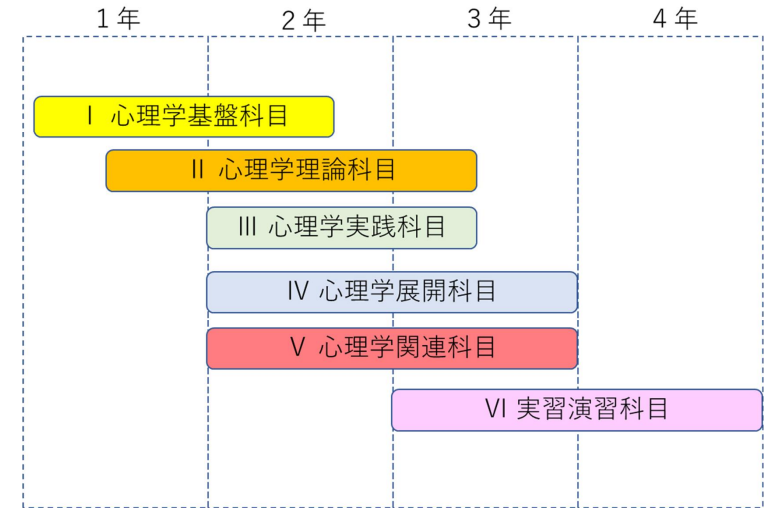 1年 2年 3年 4年
Ⅰ 心理学基盤科目
Ⅱ 心理学理論科目
Ⅲ 心理学実践科目
Ⅳ 心理学展開科目
Ⅴ 心理学関連科目
Ⅵ 実習演習科目